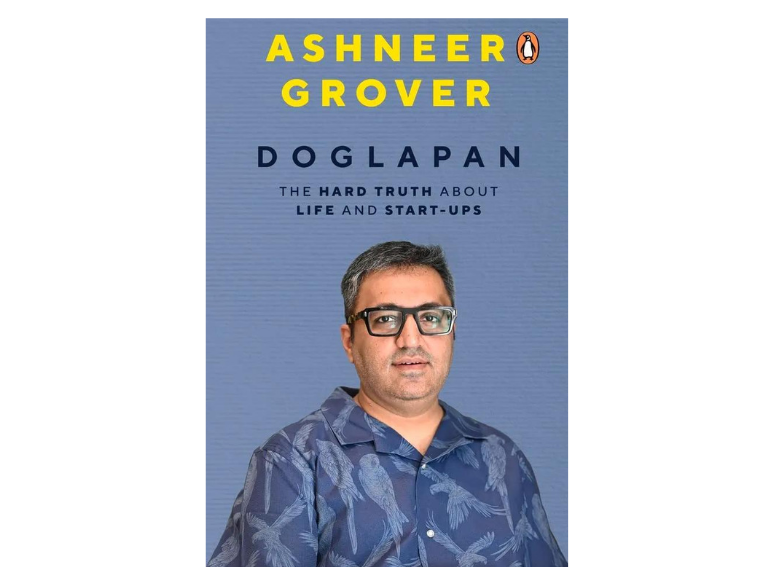 ASHNEER
GROVER
DOGLAPAN
THE HARD TRUTH ABOUT
LIFE AND START-UPS